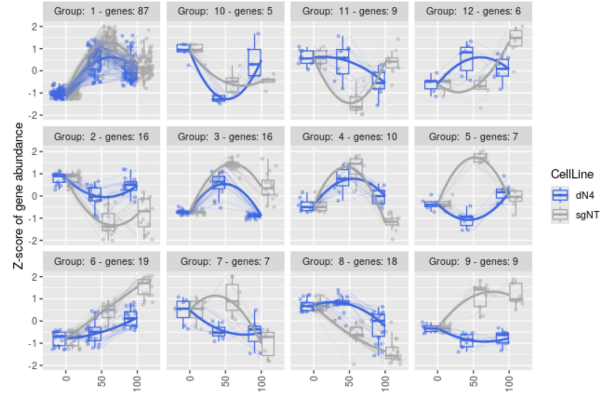 Group: 1 - genes: 87
Group: 10 - genes: 5
Group: 11 - genes: 9
Group: 12 - genes: 6
2
1
0
-1
-2
Group: 2 - genes: 16
Group: 3 - genes: 16
Group: 4 - genes: 10
Group: 5 - genes: 7
2
1
0
-1
-2
Group: 6 - genes: 19
Group: 7 - genes: 7
Group: 8 - genes: 18
Group: 9 - genes: 9
2
1
0
-1
-2
0
50
100
0
50
100
0
50
100
0
50
100
Z-score of gene abundance
CellLine
dN4
sgNT